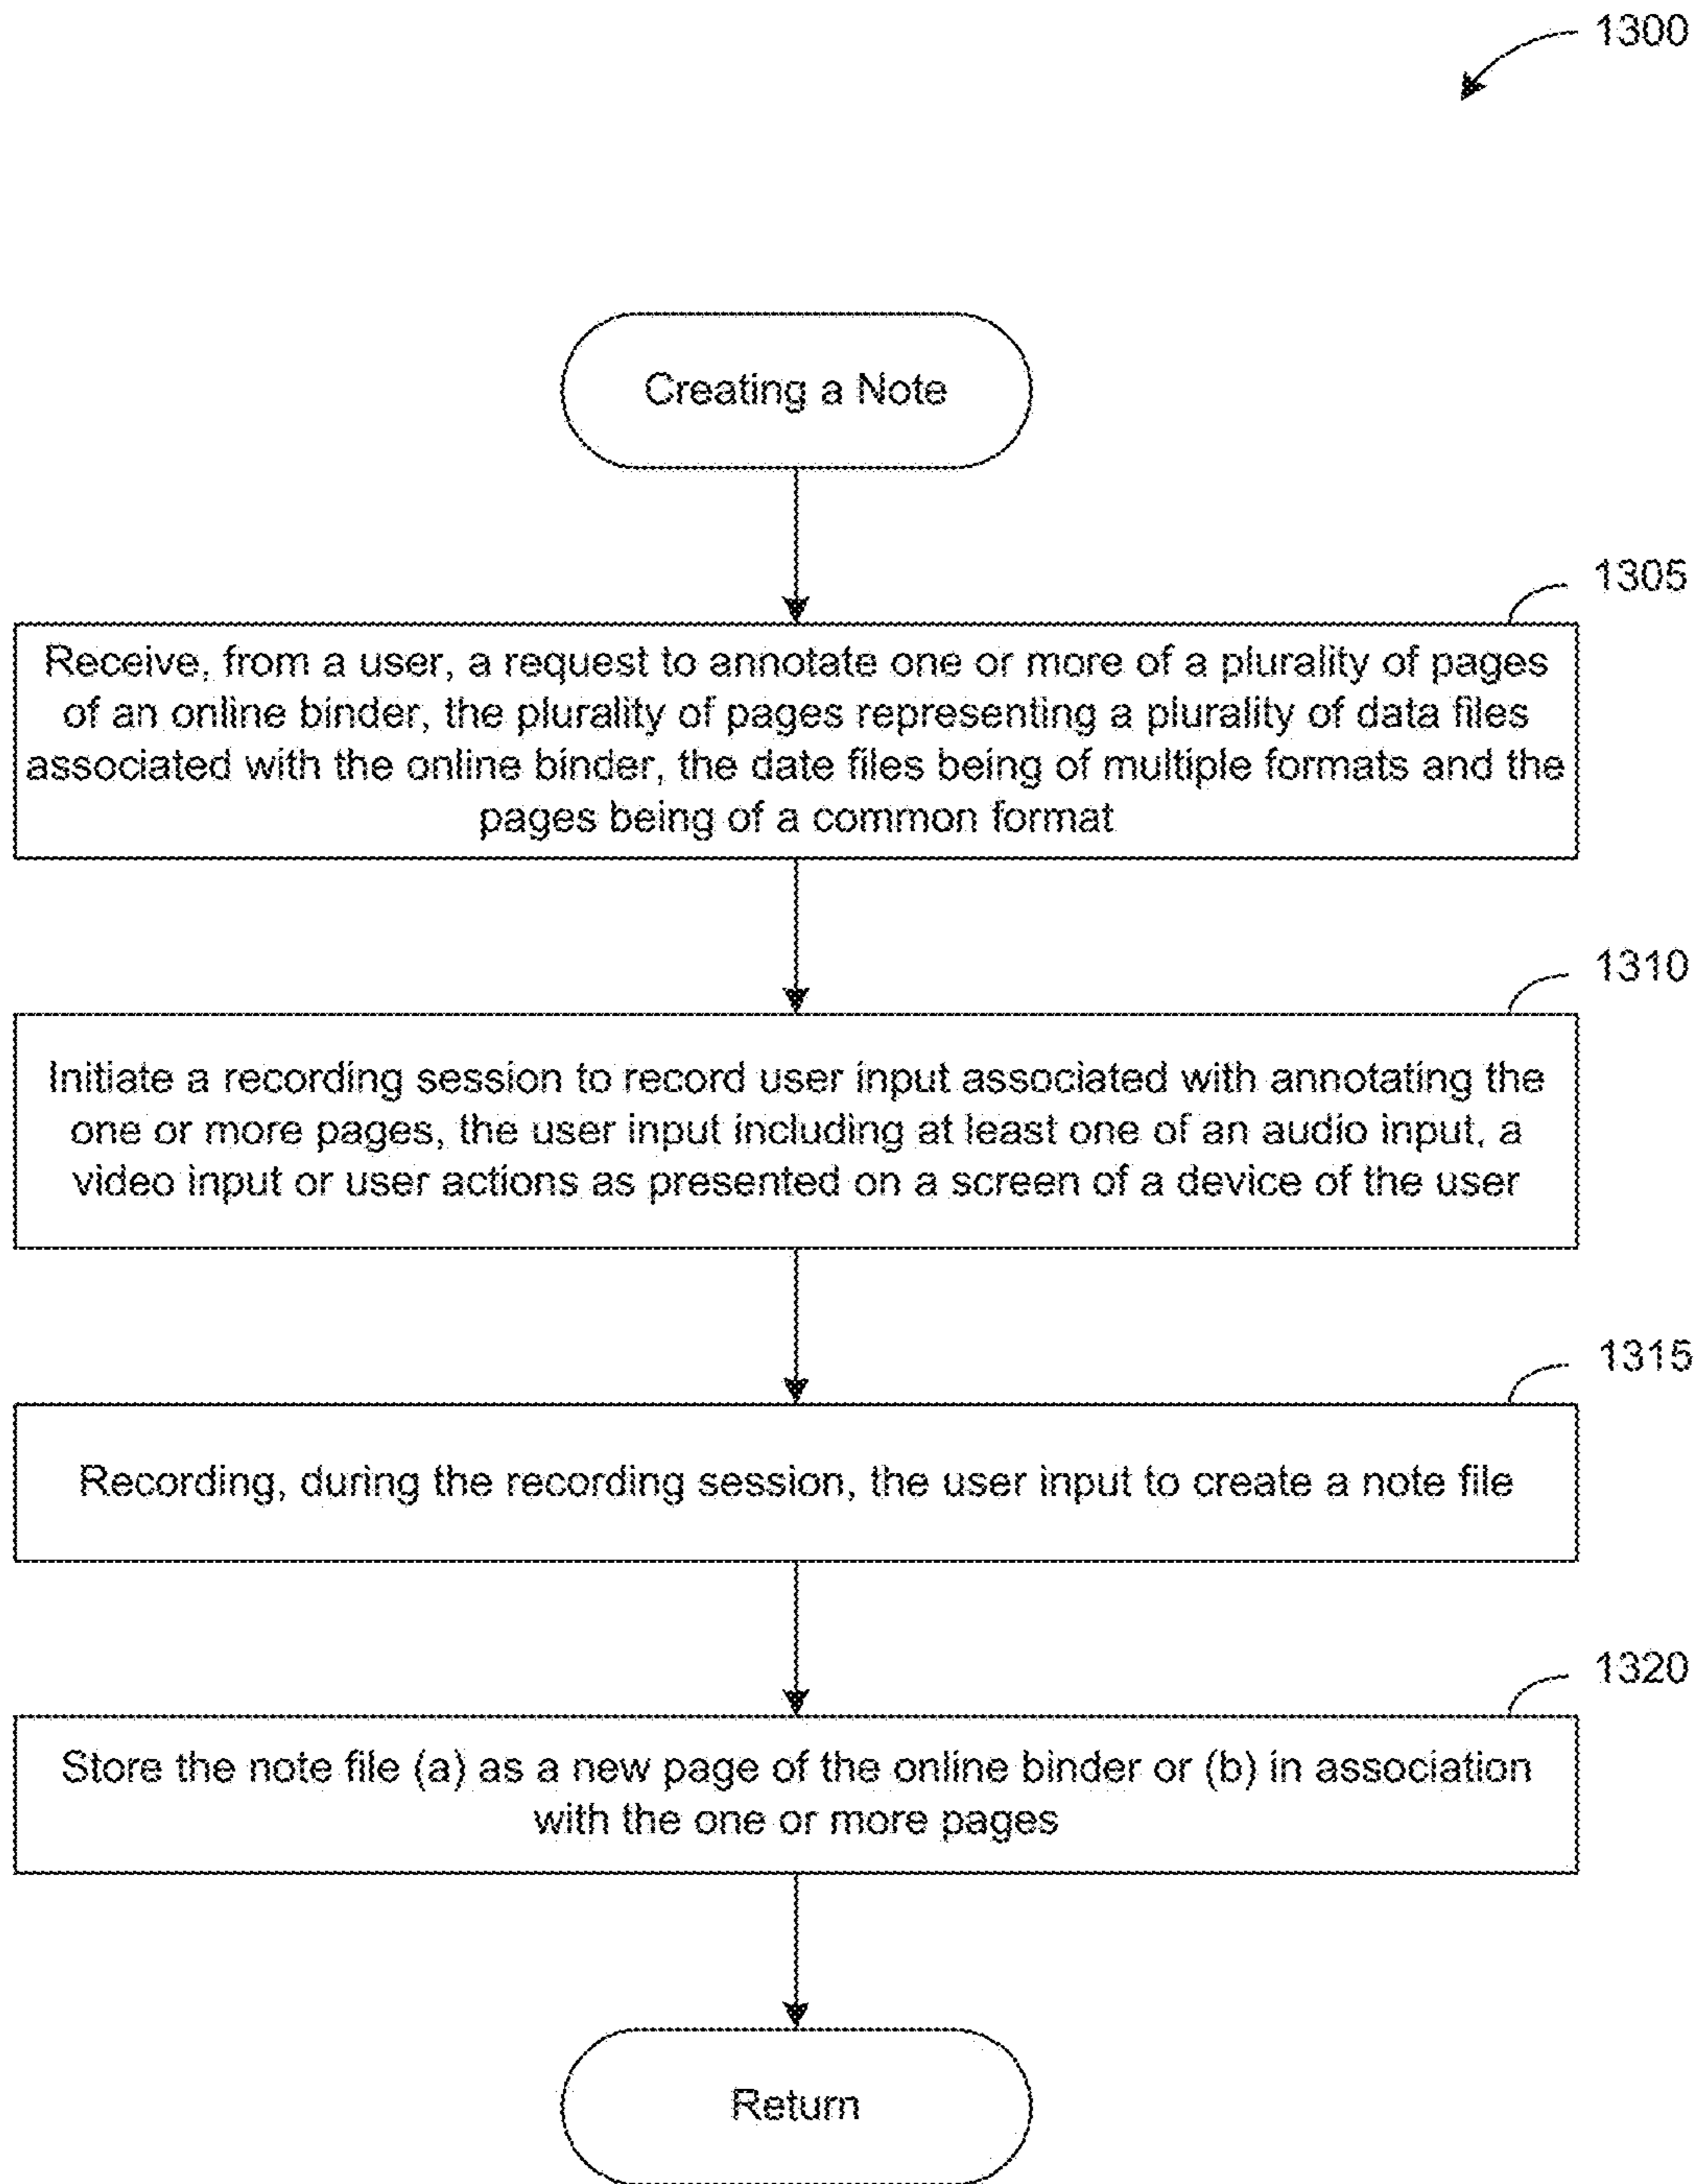 1300
Creating a Note
1305
Receive, from a user, a request to annotate one or more of a plurality of pages
of an online binder, the plurality of pages representing a plurality of data files
associated with the online binder, the date files being of multiple formats and the
pages being of a common format
1310
Initiate a recording session to record user input associated with annotating the
one or more pages, the user input including at least one of an audio input, a
video input or user actions as presented on a screen of a device of the user
1315
Recording, during the recording session, the user input to create a note file
1320
Store the note file (a) as a new page of the online binder or (b) in association
with the one or more pages
Return